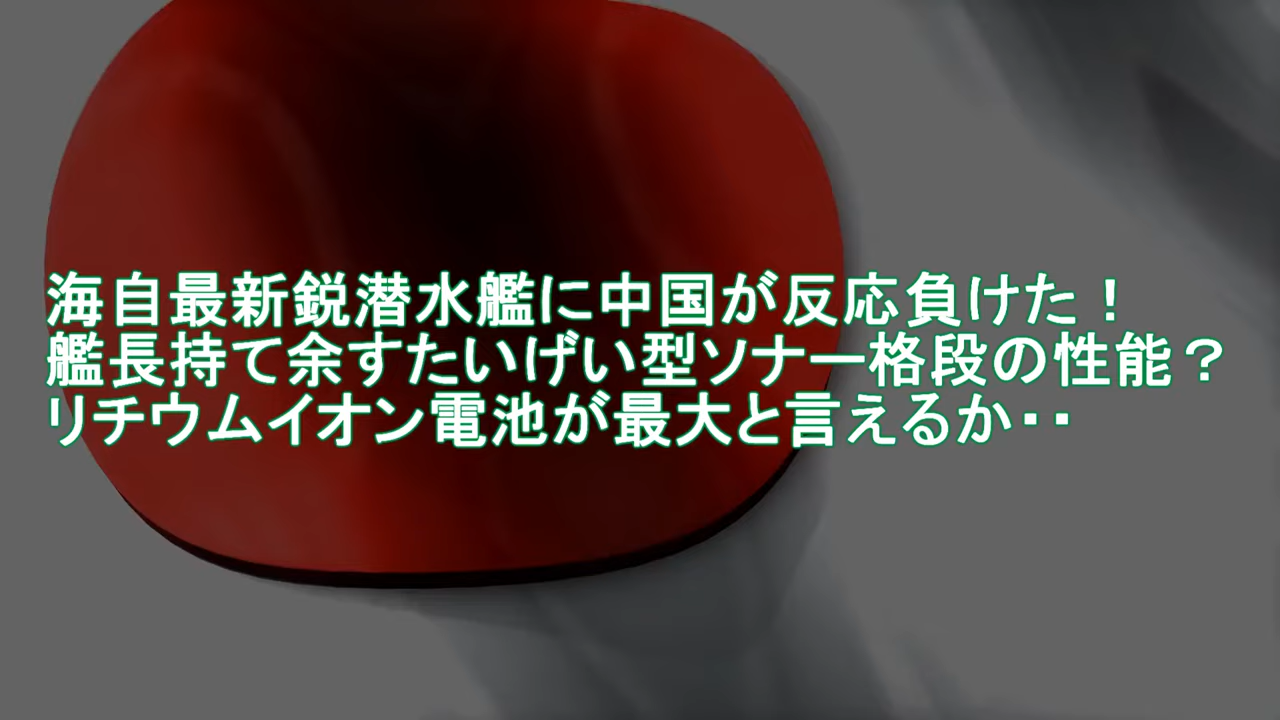 海自最新鋭潜水艦に中国が反応負けた！
艦長持て余すたいげい型ソナー格段の性能？
リチウムイオン電池が最大と言えるか・・